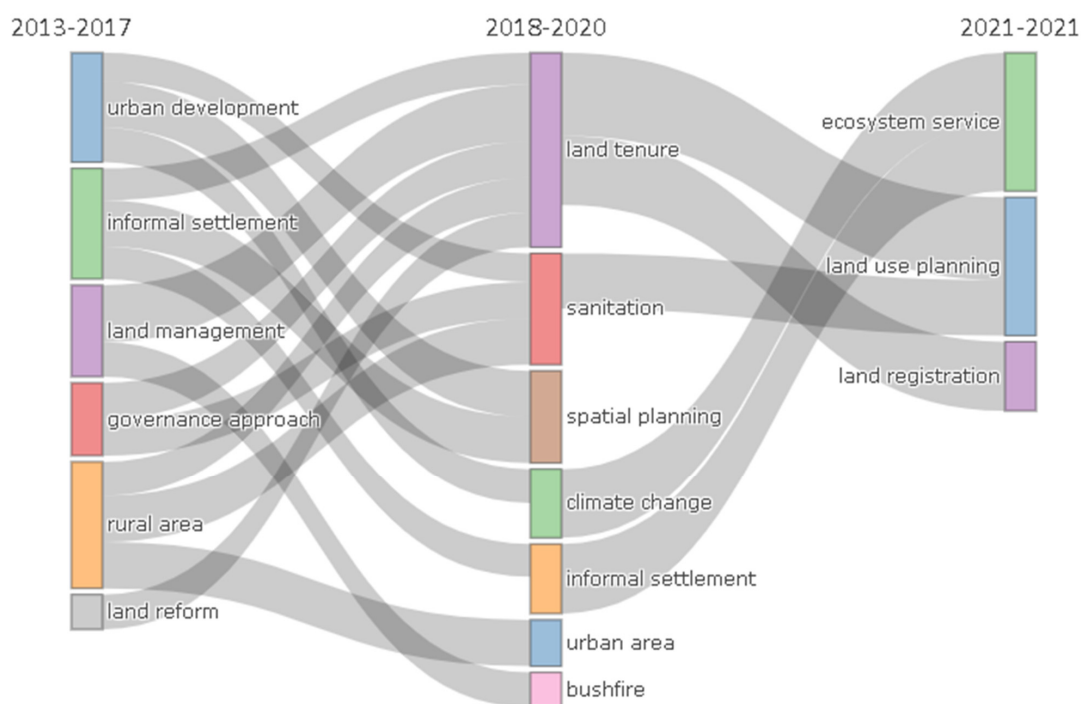 2013-2017
2018-2020
2021-2021
urban development
informal settlement
land management
governance approach
rural area
land reform
land tenure
sanitation
spatial planning
climate change
informal settlement
urban area
bushfire
ecosystem service
land use planning
land registration